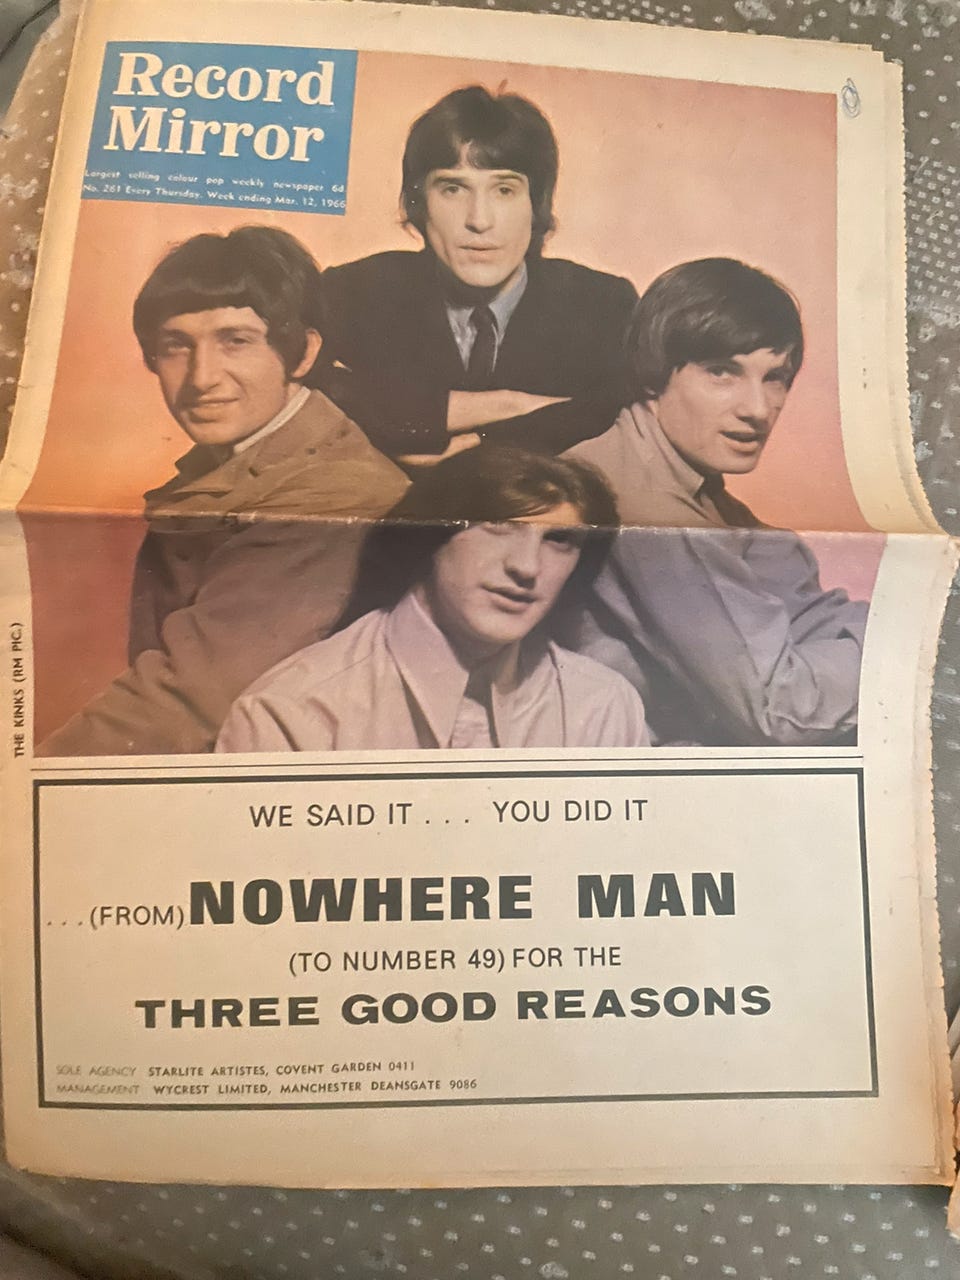 Record
Mirror
Largest selling colour pop weekly newspaper 6d
No. 261 Every Thursday. Week ending Mar. 12, 1966
THE KINKS (RM PIC.)
WE SAID IT . . . YOU DID IT
. . . (FROM) NOWHERE MAN
(TO NUMBER 49) FOR THE
THREE GOOD REASONS
SOLE AGENCY STARLITE ARTISTES, COVENT GARDEN 0411
MANAGEMENT WYCREST LIMITED, MANCHESTER DEANSGATE 9086